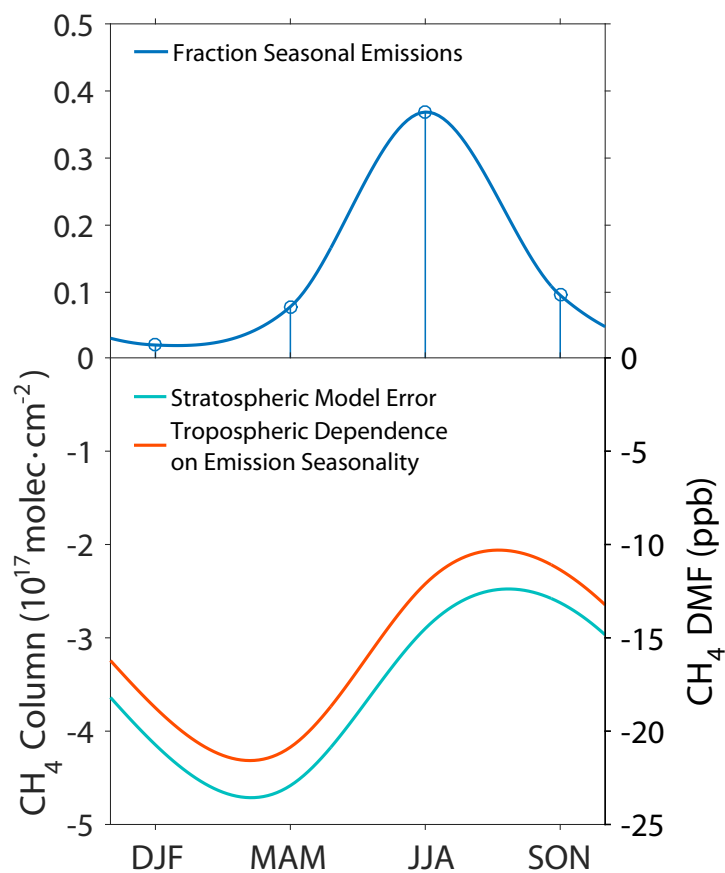 0.5
0.4
0.3
0.2
0.1
0
Fraction Seasonal Emissions
0
-1
-2
-3
-4
-5
Stratospheric Model Error
Tropospheric Dependence
on Emission Seasonality
0
-5
-10
-15
-20
-25
CH4 Column (10^17 molec·cm^-2)
CH4 DMF (ppb)
DJF MAM JJA SON